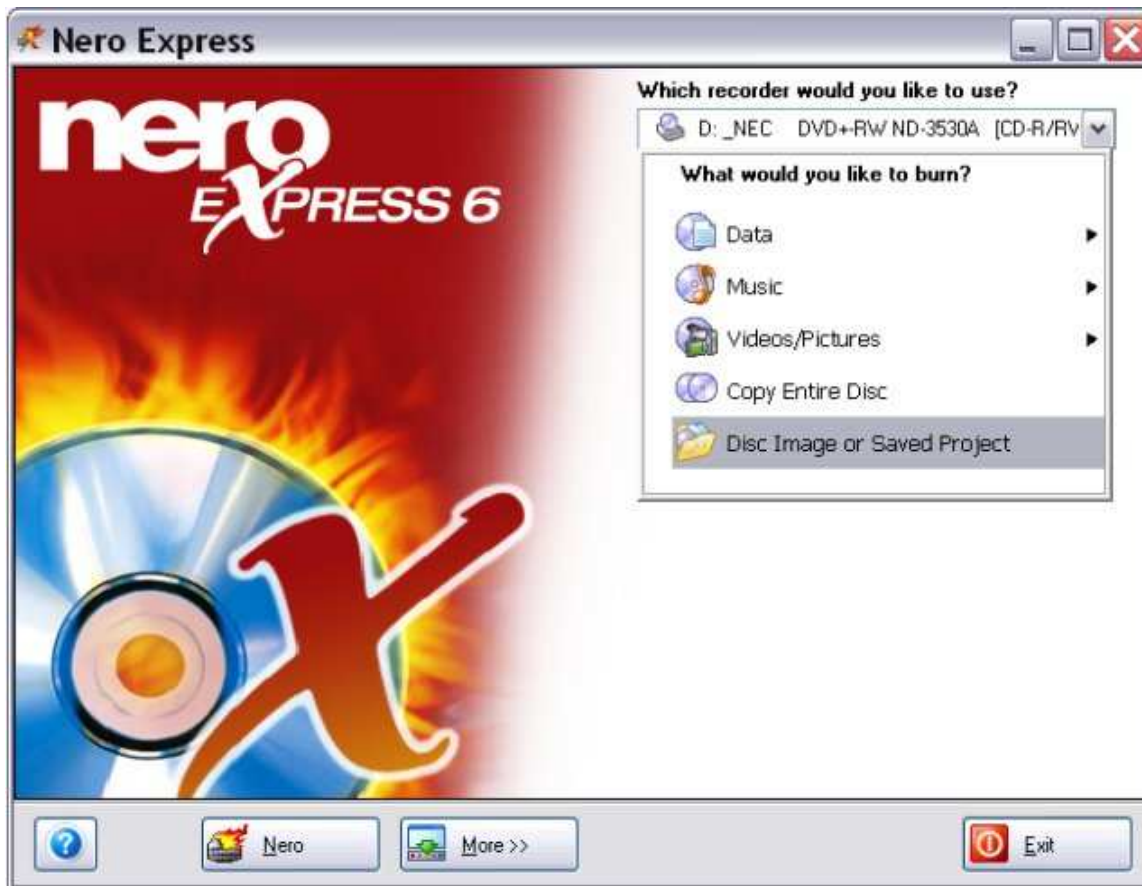 Nero Express
nero
EXPRESS 6
Which recorder would you like to use?
D: _NEC DVD+-RW ND-3530A [CD-R/RV
What would you like to burn?
Data
Music
Videos/Pictures
Copy Entire Disc
Disc Image or Saved Project
?
Nero
More >>
Exit